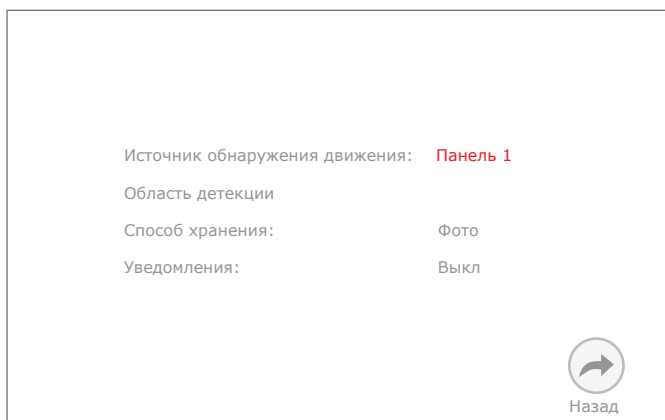 Источник обнаружения движения: Панель 1
Область детекции
Способ хранения: Фото
Уведомления: Выкл
Назад